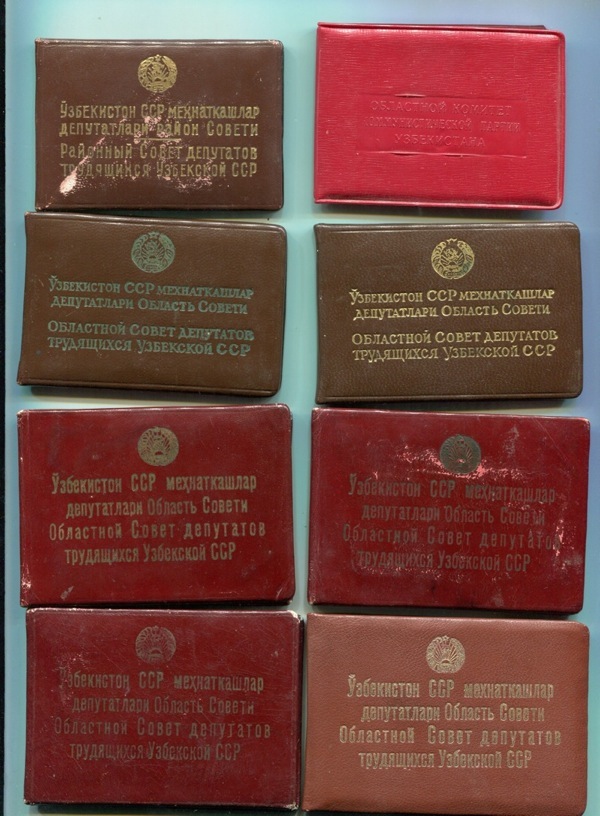 Ўзбекистон ССР меҳнаткашлар
депутатлари район Совети
Районный Совет депутатов
трудящихся Узбекской ССР
ОБЛАСТНОЙ КОМИТЕТ
КОММУНИСТИЧЕСКОЙ ПАРТИИ
УЗБЕКИСТАНА
Ўзбекистон ССР меҳнаткашлар
депутатлари Область Совети
Областной Совет депутатов
трудящихся Узбекской ССР
Ўзбекистон ССР меҳнаткашлар
депутатлари Область Совети
Областной Совет депутатов
трудящихся Узбекской ССР
Ўзбекистон ССР меҳнаткашлар
депутатлари Область Совети
Областной Совет депутатов
трудящихся Узбекской ССР
Ўзбекистон ССР меҳнаткашлар
депутатлари Область Совети
Областной Совет депутатов
трудящихся Узбекской ССР
Ўзбекистон ССР меҳнаткашлар
депутатлари Область Совети
Областной Совет депутатов
трудящихся Узбекской ССР
Ўзбекистон ССР меҳнаткашлар
депутатлари Область Совети
Областной Совет депутатов
трудящихся Узбекской ССР